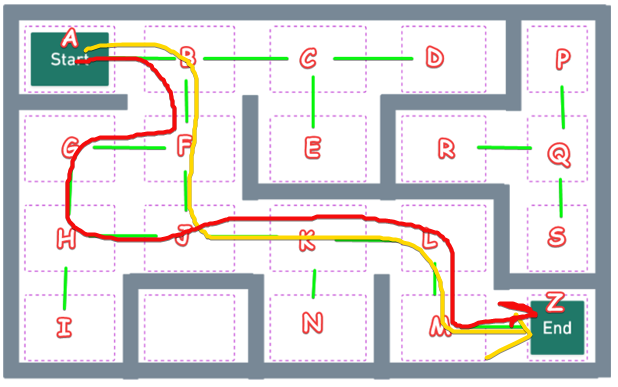 A B C D P
Start
G F E R Q
H J K L S
Z
I N M End